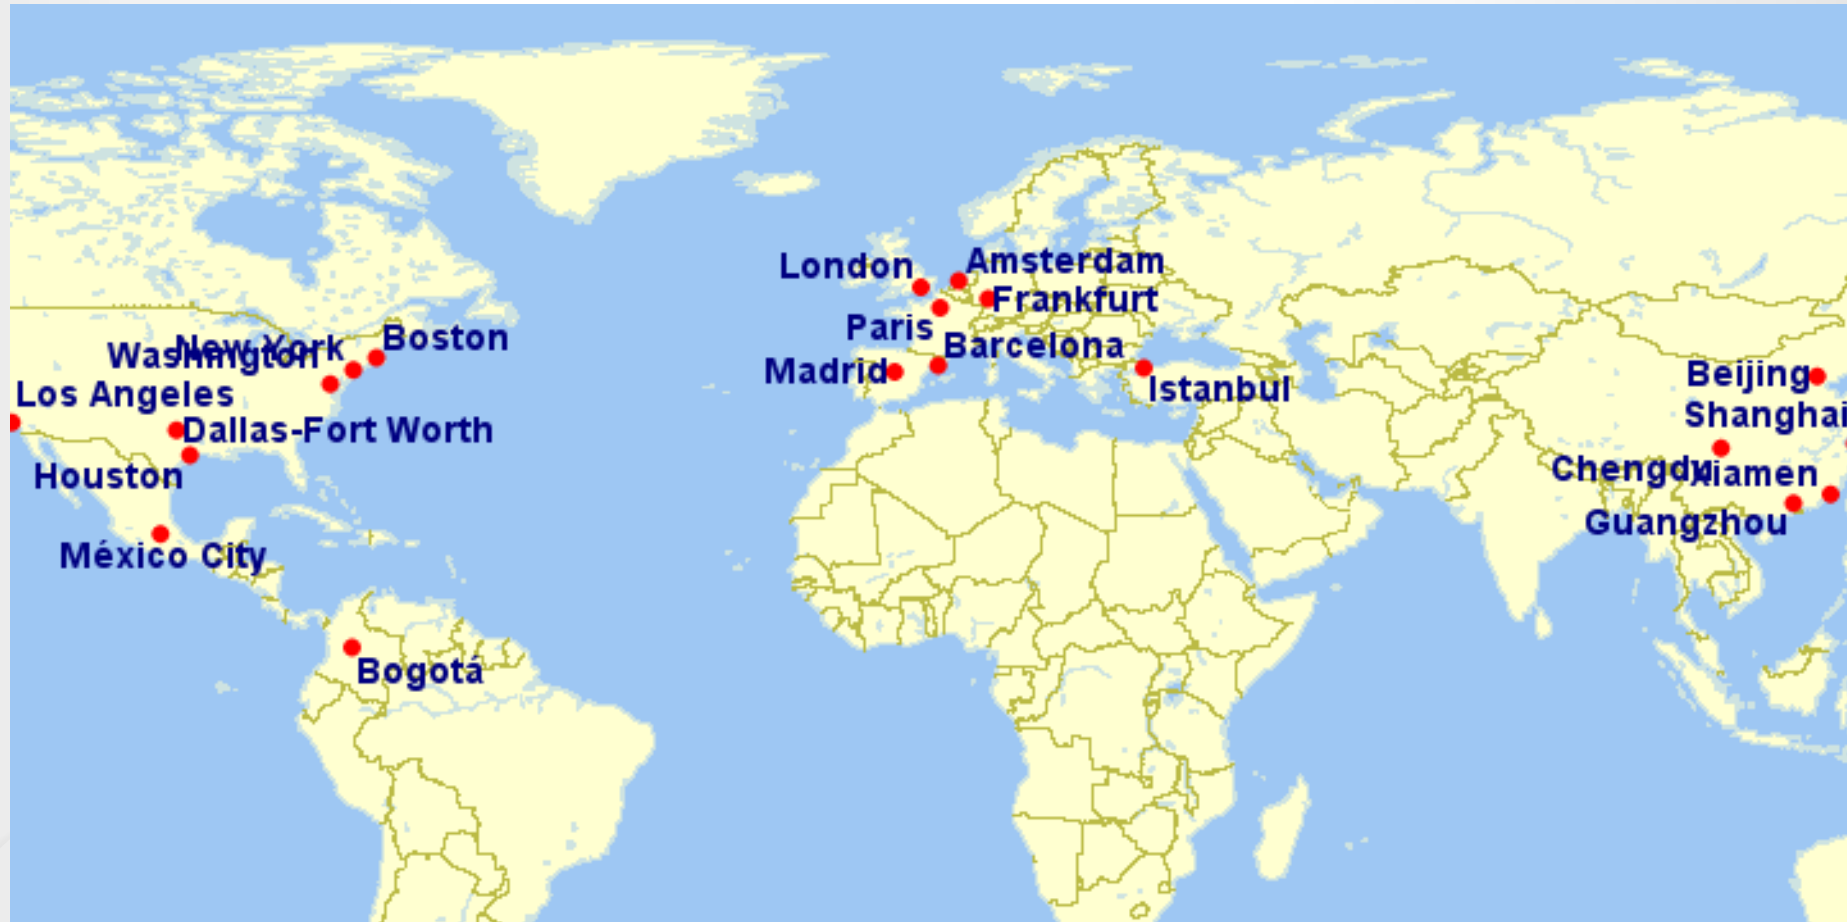 London
Amsterdam
Frankfurt
Paris
Boston
New York
Washington
Barcelona
Madrid
Istanbul
Los Angeles
Dallas-Fort Worth
Houston
México City
Bogotá
Beijing
Shanghai
Chengdu
Xiamen
Guangzhou